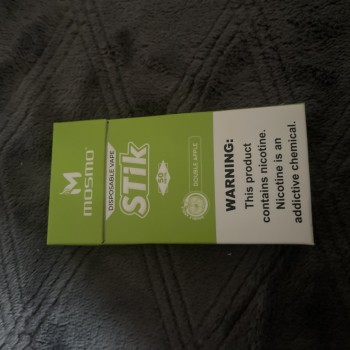 MOSMO
DISPOSABLE VAPE
STIK
DOUBLE APPLE
WARNING:
This product
contains nicotine.
Nicotine is an
addictive chemical.